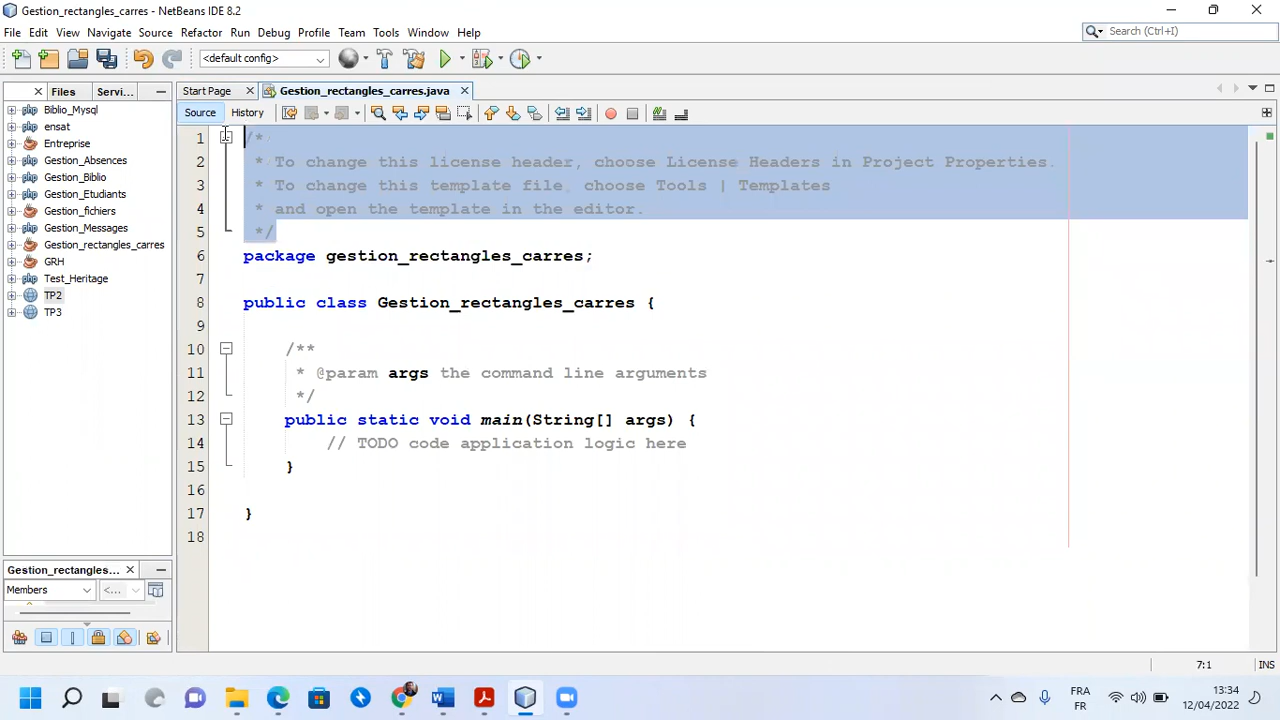 Gestion_rectangles_carres - NetBeans IDE 8.2
File Edit View Navigate Source Refactor Run Debug Profile Team Tools Window Help
Search (Ctrl+I)
<default config>
Files Servi...
Start Page Gestion_rectangles_carres.java
Source History
Biblio_Mysql
ensat
Entreprise
Gestion_Absences
Gestion_Biblio
Gestion_Etudiants
Gestion_fichiers
Gestion_Messages
Gestion_rectangles_carres
GRH
Test_Heritage
TP2
TP3
1 /*
2 * To change this license header, choose License Headers in Project Properties.
3 * To change this template file, choose Tools | Templates
4 * and open the template in the editor.
5 */
6 package gestion_rectangles_carres;
7
8 public class Gestion_rectangles_carres {
9
10 /**
11 * @param args the command line arguments
12 */
13 public static void main(String[] args) {
14 // TODO code application logic here
15 }
16
17 }
18
Gestion_rectangles...
Members <...
7:1 INS
FRA
FR
13:34
12/04/2022